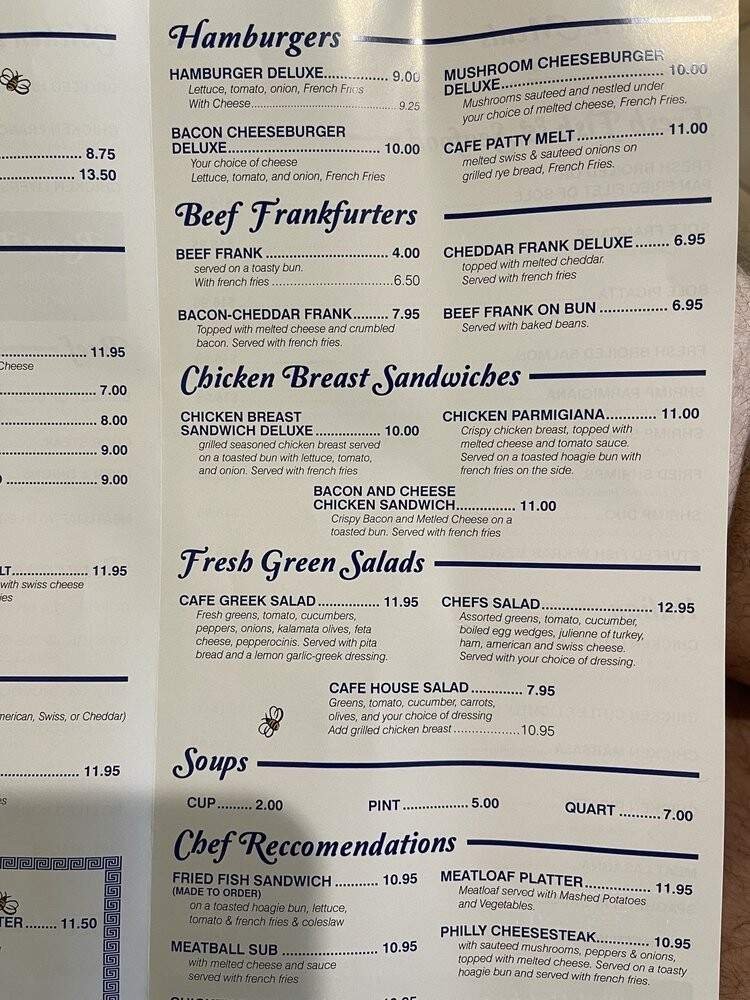 8.75
13.50
11.95
Cheese
7.00
8.00
9.00
9.00
LT 11.95
with swiss cheese
merican, Swiss, or Cheddar)
11.95
TER........ 11.50
Hamburgers
HAMBURGER DELUXE............... 9.00
Lettuce, tomato, onion, French Fries
With Cheese............................................ 9.25
BACON CHEESEBURGER
DELUXE................................. 10.00
Your choice of cheese
Lettuce, tomato, and onion, French Fries
MUSHROOM CHEESEBURGER
DELUXE.................................... 10.00
Mushrooms sauteed and nestled under
your choice of melted cheese, French Fries.
CAFE PATTY MELT.................... 11.00
melted swiss & sauteed onions on
grilled rye bread, French Fries.
Beef Frankfurters
BEEF FRANK ........................... 4.00
served on a toasty bun.
With french fries ...................................6.50
BACON-CHEDDAR FRANK........ 7.95
Topped with melted cheese and crumbled
bacon. Served with french fries.
CHEDDAR FRANK DELUXE........ 6.95
topped with melted cheddar.
Served with french fries
BEEF FRANK ON BUN ............... 6.95
Served with baked beans.
Chicken Breast Sandwiches
CHICKEN BREAST
SANDWICH DELUXE............... 10.00
grilled seasoned chicken breast served
on a toasted bun with lettuce, tomato,
and onion. Served with french fries
CHICKEN PARMIGIANA............ 11.00
Crispy chicken breast, topped with
melted cheese and tomato sauce.
Served on a toasted hoagie bun with
french fries on the side.
BACON AND CHEESE
CHICKEN SANDWICH.............. 11.00
Crispy Bacon and Metled Cheese on a
toasted bun. Served with french fries
Fresh Green Salads
CAFE GREEK SALAD............... 11.95
Fresh greens, tomato, cucumbers,
peppers, onions, kalamata olives, feta
cheese, pepperocinis. Served with pita
bread and a lemon garlic-greek dressing.
CHEFS SALAD.......................... 12.95
Assorted greens, tomato, cucumber,
boiled egg wedges, julienne of turkey,
ham, american and swiss cheese.
Served with your choice of dressing.
CAFE HOUSE SALAD............. 7.95
Greens, tomato, cucumber, carrots,
olives, and your choice of dressing
Add grilled chicken breast ...................10.95
Soups
CUP......... 2.00 PINT................. 5.00 QUART ..........7.00
Chef Reccomendations
FRIED FISH SANDWICH .......... 10.95
(MADE TO ORDER)
on a toasted hoagie bun, lettuce,
tomato & french fries & coleslaw
MEATBALL SUB ....................... 10.95
with melted cheese and sauce
served with french fries
MEATLOAF PLATTER................ 11.95
Meatloaf served with Mashed Potatoes
and Vegetables.
PHILLY CHEESESTEAK............. 10.95
with sauteed mushrooms, peppers & onions,
topped with melted cheese. Served on a toasty
hoagie bun and served with french fries.